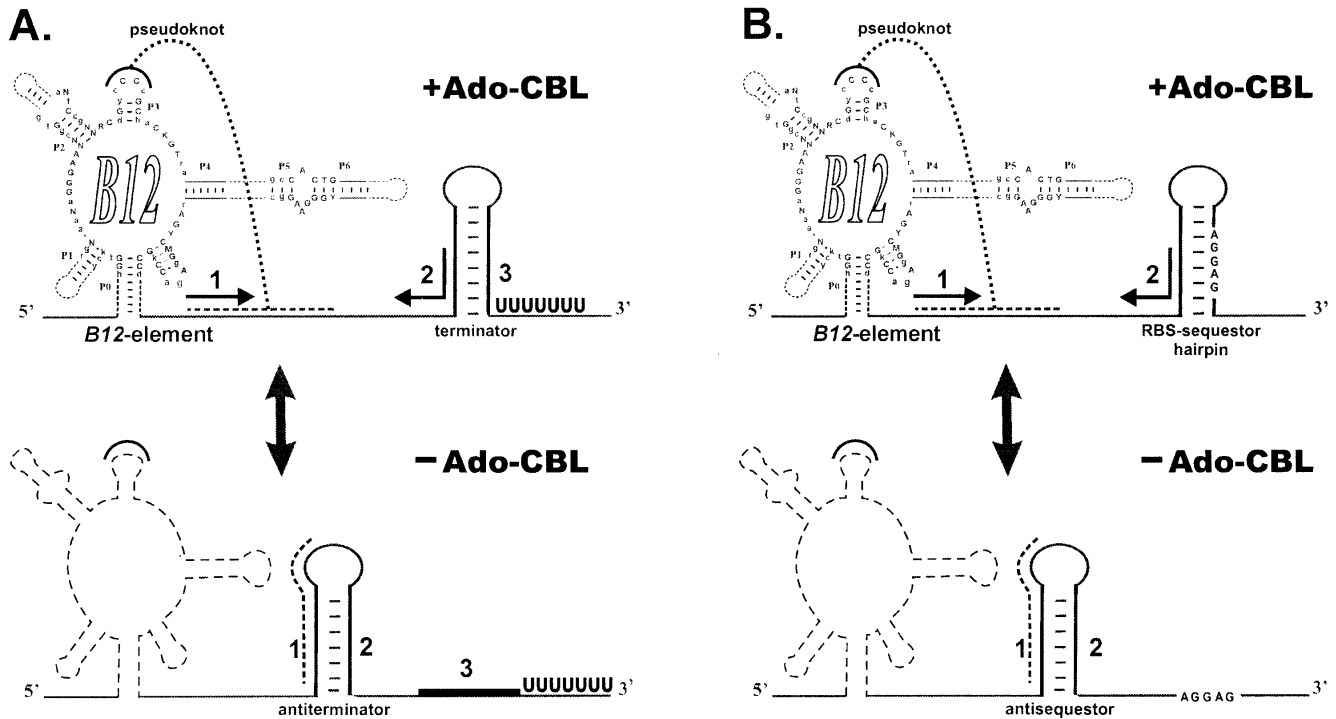 A.
pseudoknot
+Ado-CBL
P3
P2
P4
P5
P6
B12
P1
P0
1
2
3
UUUUUUU
5'
3'
B12-element
terminator
–Ado-CBL
1
2
3
UUUUUUU
5'
3'
antiterminator
B.
pseudoknot
+Ado-CBL
P3
P2
P4
P5
P6
B12
P1
P0
1
2
AGGAG
5'
3'
B12-element
RBS-sequestor
hairpin
–Ado-CBL
1
2
AGGAG
5'
3'
antisequestor